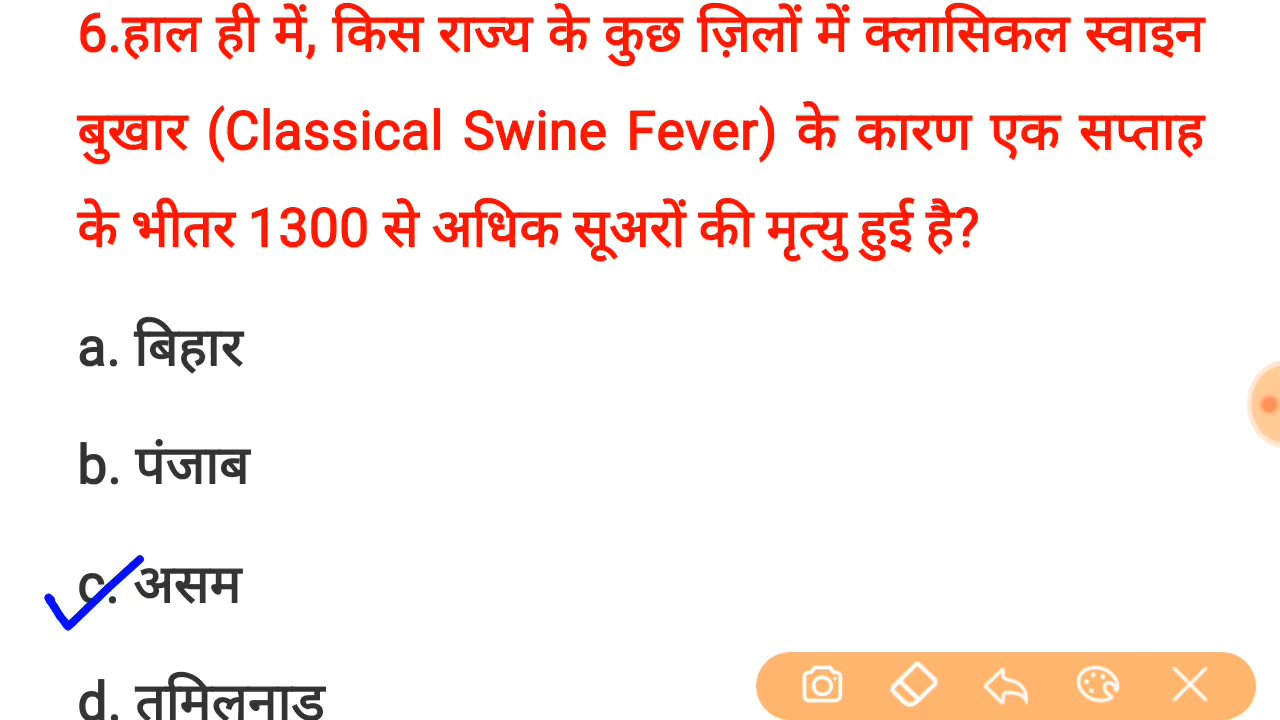 6.हाल ही में, किस राज्य के कुछ ज़िलों में क्लासिकल स्वाइन
बुखार (Classical Swine Fever) के कारण एक सप्ताह
के भीतर 1300 से अधिक सूअरों की मृत्यु हुई है?
a. बिहार
b. पंजाब
c. असम
d. तमिलनाडु